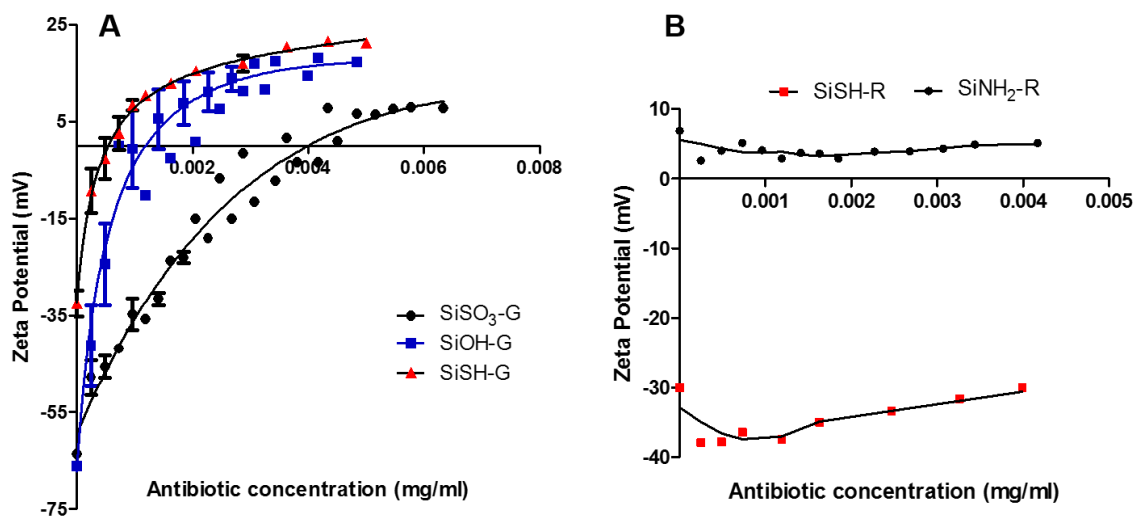 A
25
5
-15
-35
-55
-75
0.002
0.004
0.006
0.008
Zeta Potential (mV)
Antibiotic concentration (mg/ml)
SiSO₃-G
SiOH-G
SiSH-G
B
SiSH-R
SiNH₂-R
10
0
-10
-20
-30
-40
0.001
0.002
0.003
0.004
0.005
Zeta Potential (mV)
Antibiotic concentration (mg/ml)